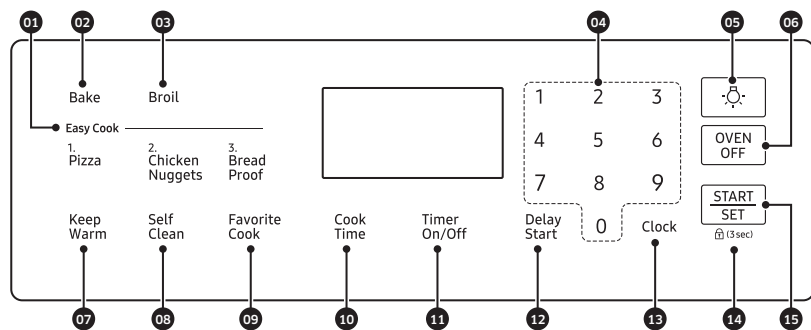 01 02 03 04 05 06
Bake Broil
Easy Cook
1. Pizza
2. Chicken Nuggets
3. Bread Proof
1 2 3
4 5 6
7 8 9
0
OVEN OFF
START SET
(3 sec)
Keep Warm
Self Clean
Favorite Cook
Cook Time
Timer On/Off
Delay Start
Clock
07 08 09 10 11 12 13 14 15